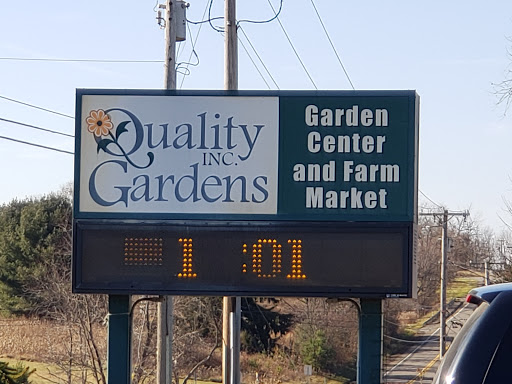 Quality
INC.
Gardens
Garden
Center
and Farm
Market
1:01